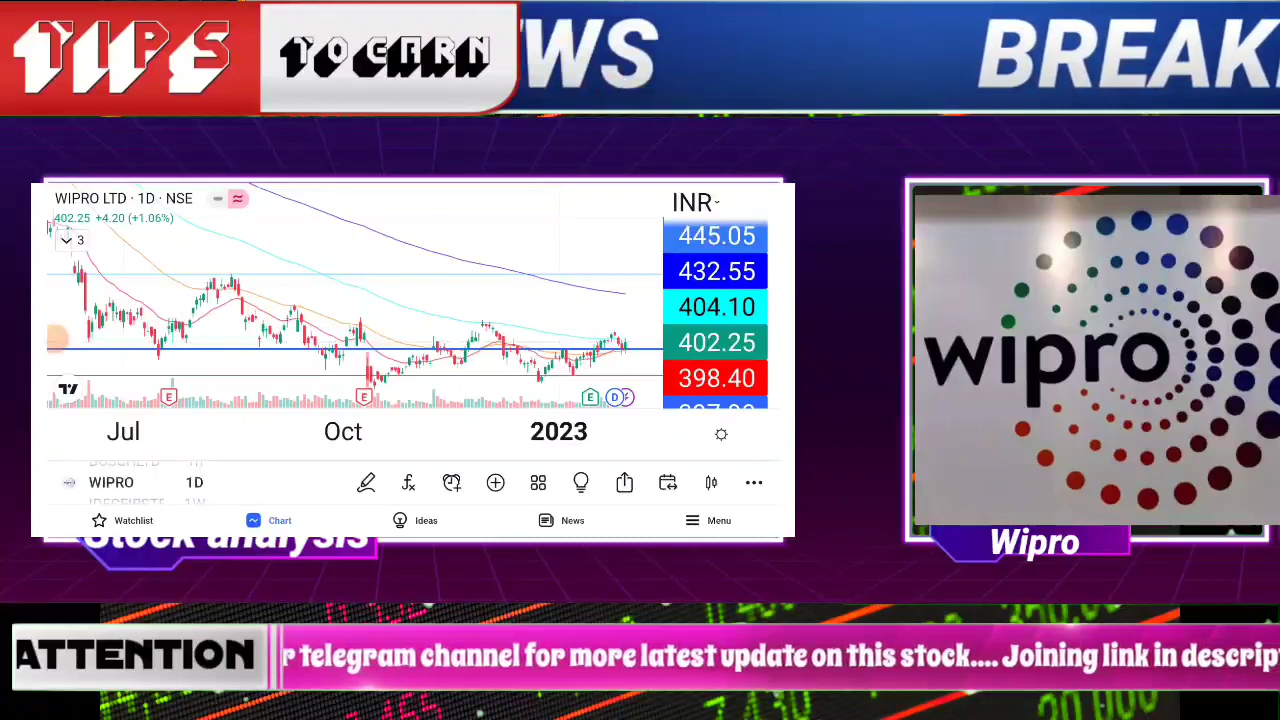 TIPS
TO EARN
WS
BREAK
WIPRO LTD · 1D · NSE
402.25 +4.20 (+1.06%)
3
INR
445.05
432.55
404.10
402.25
398.40
E
E
E
D
Jul
Oct
2023
WIPRO 1D
Watchlist
Chart
Ideas
News
Menu
Stock analysis
wipro
Wipro
ATTENTION
r telegram channel for more latest update on this stock.... Joining link in descrip